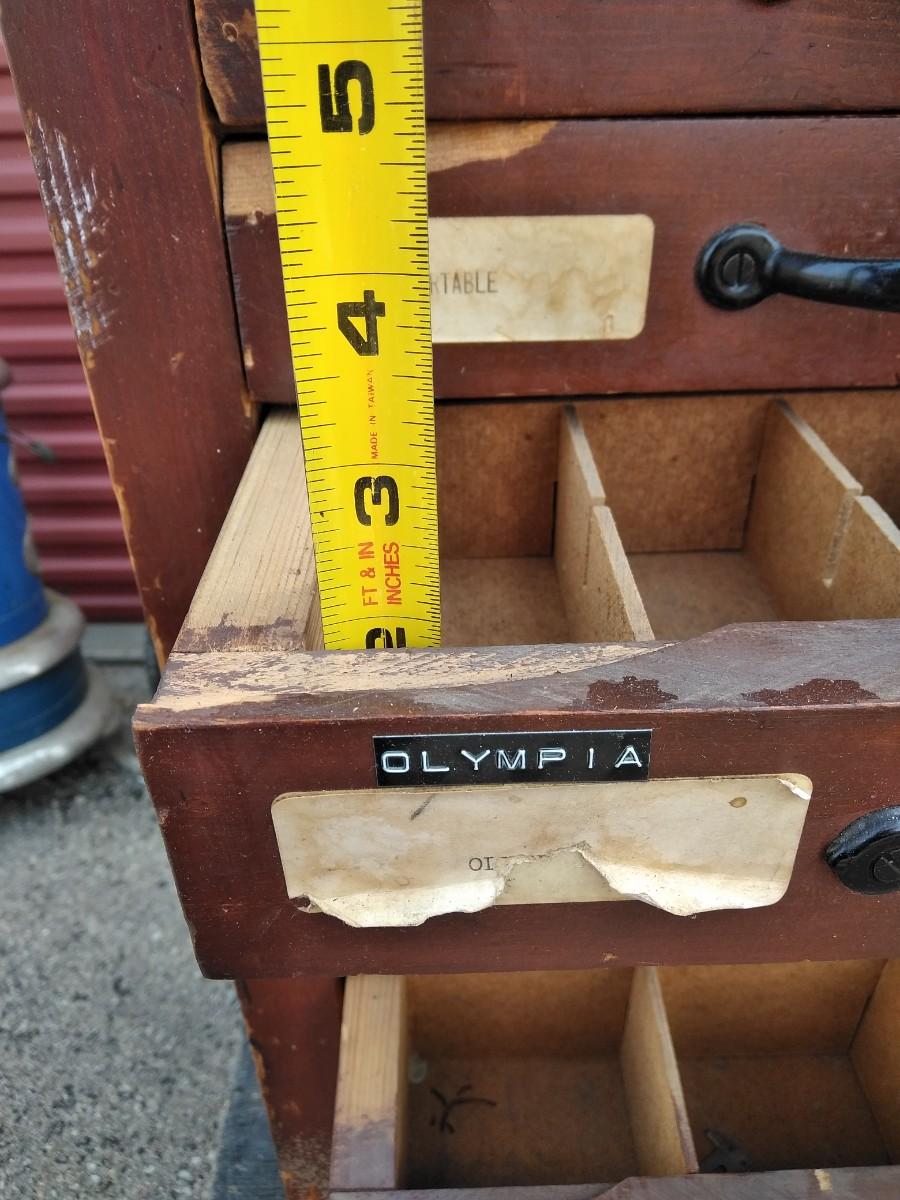 5
RTABLE
4
MADE IN TAIWAN
3
FT & IN
INCHES
2
OLYMPIA